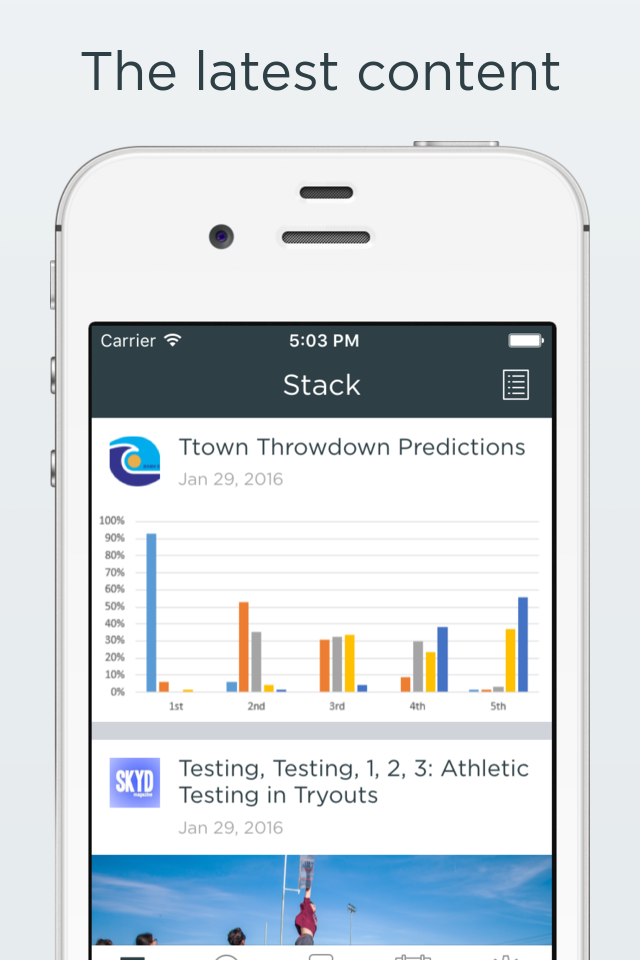 The latest content
Carrier
5:03 PM
Stack
Ttown Throwdown Predictions
Jan 29, 2016
100%
90%
80%
70%
60%
50%
40%
30%
20%
10%
0%
1st
2nd
3rd
4th
5th
SKYD
magazine
Testing, Testing, 1, 2, 3: Athletic
Testing in Tryouts
Jan 29, 2016